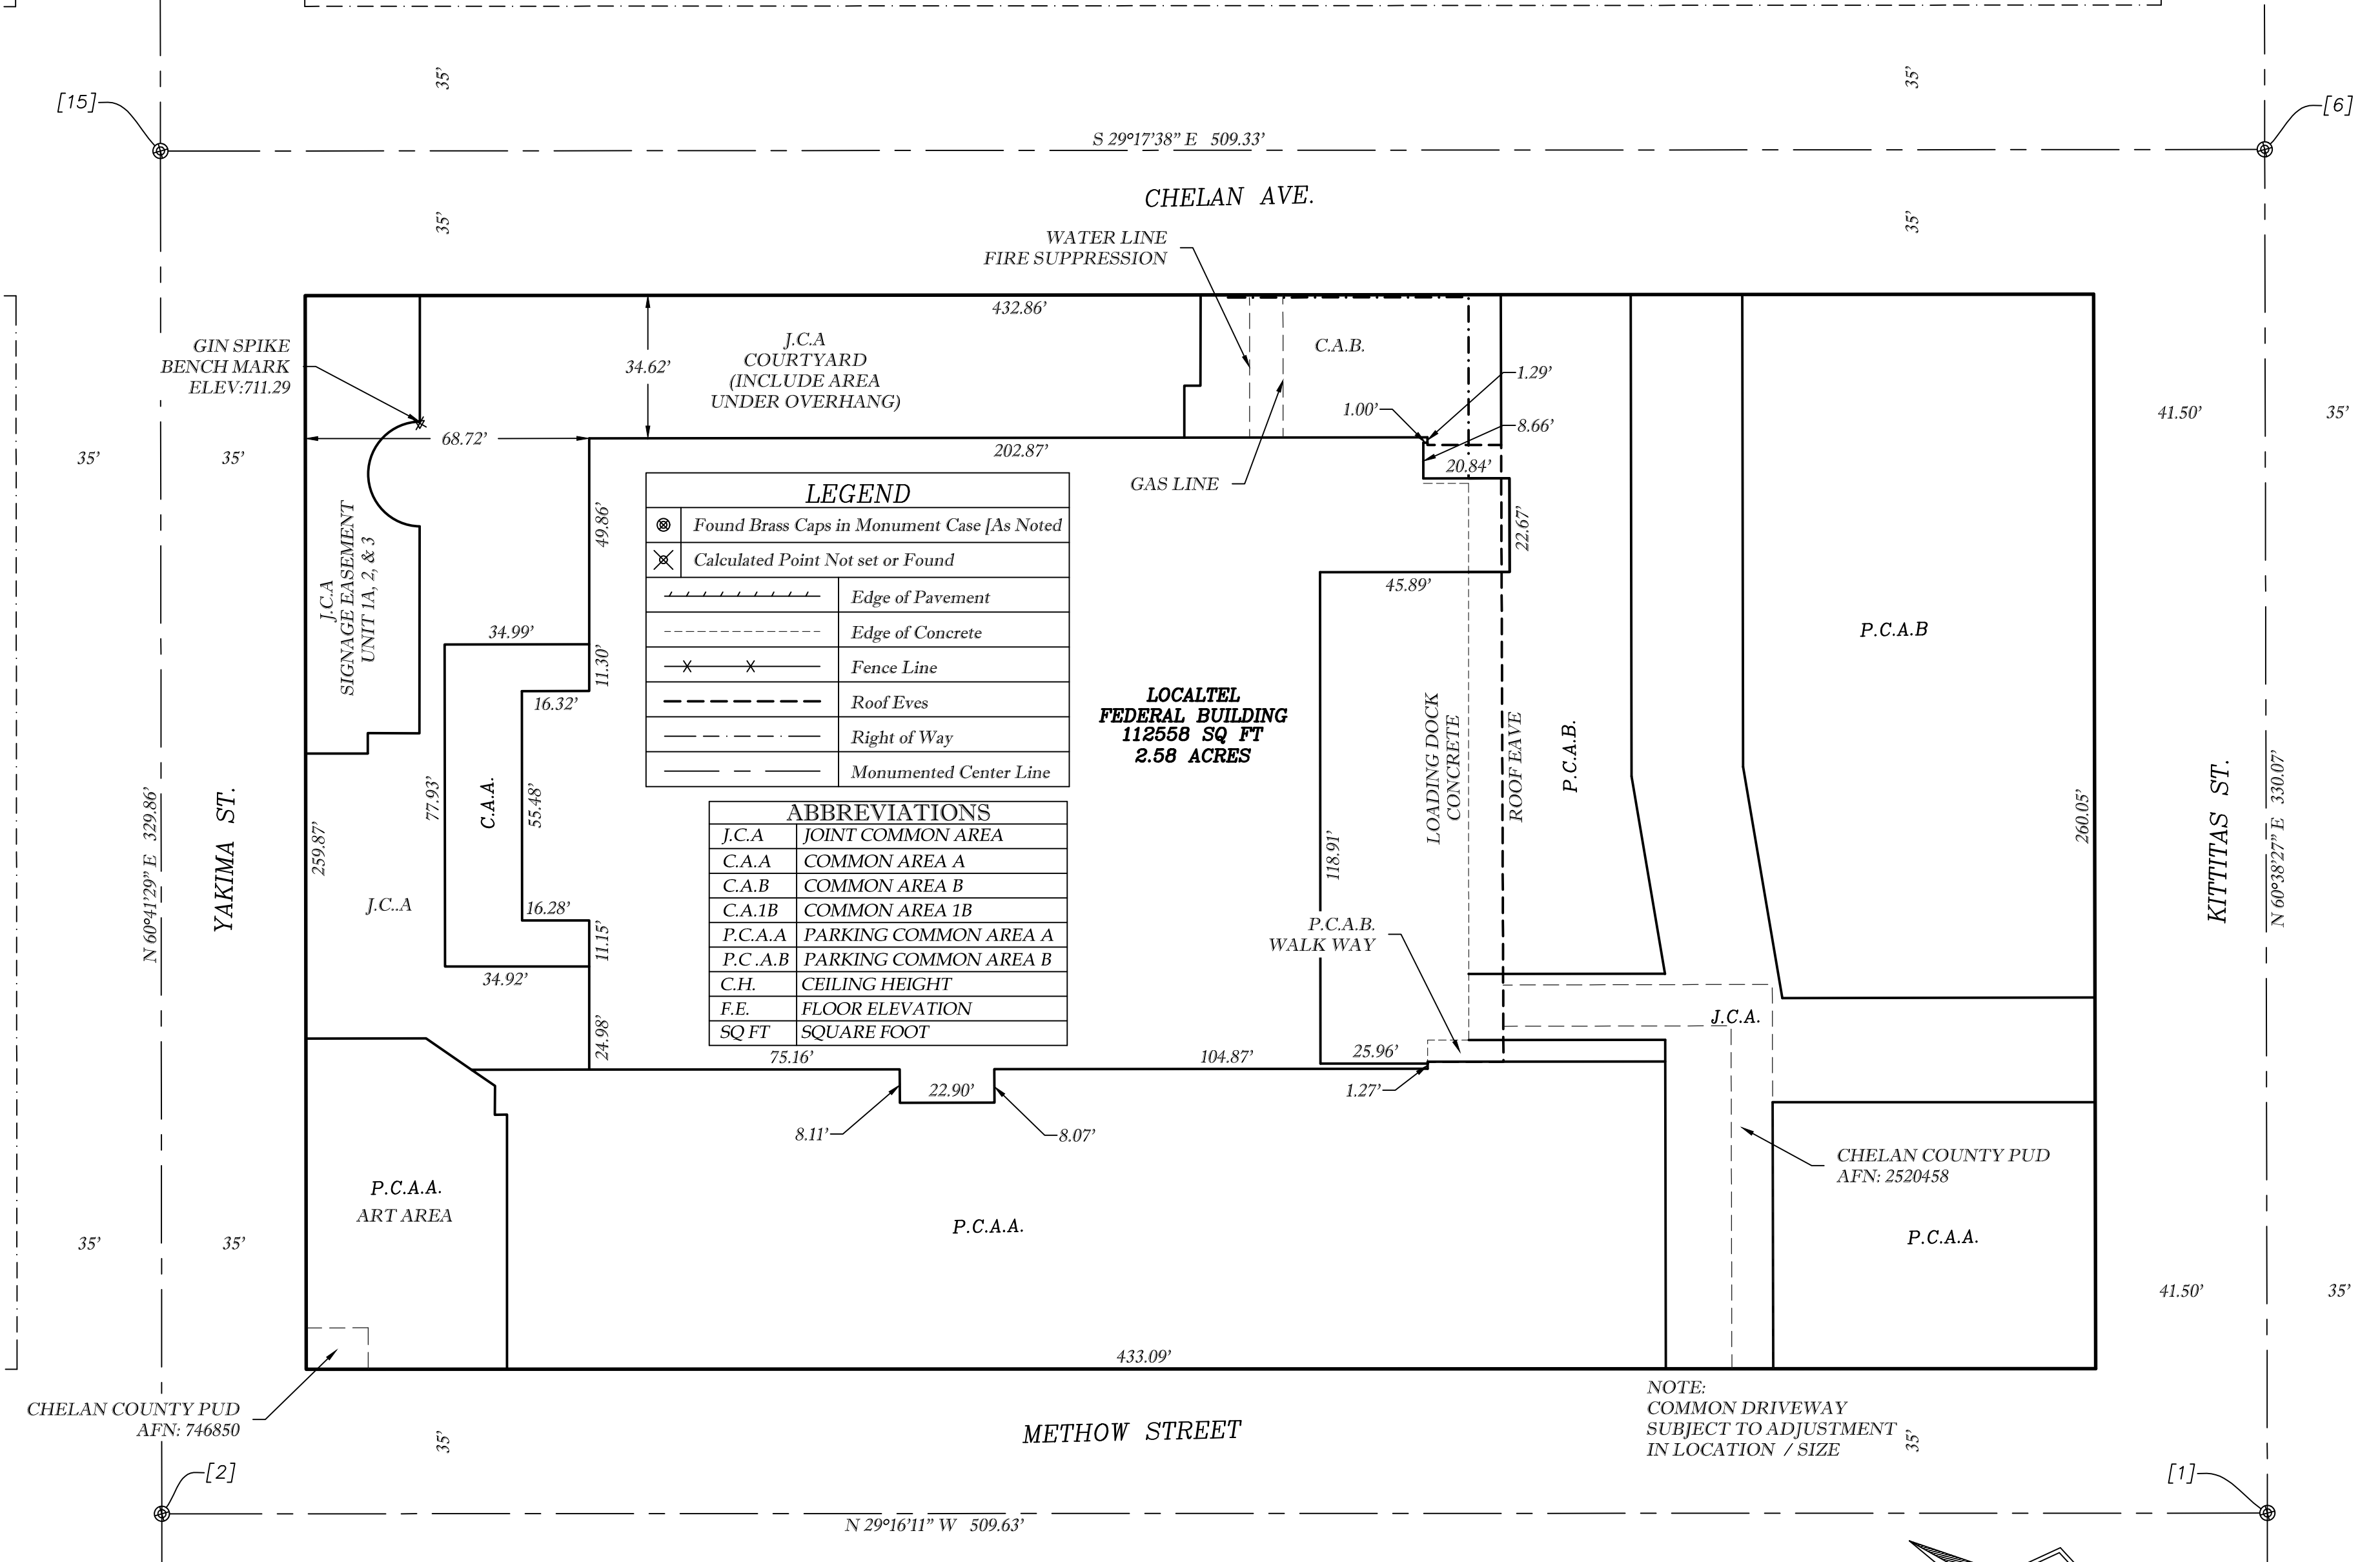 35’
35’
[15]
[6]
S 29°17’38” E 509.33’
CHELAN AVE.
35’
35’
WATER LINE
FIRE SUPPRESSION
432.86’
GIN SPIKE
BENCH MARK
ELEV:711.29
J.C.A
COURTYARD
(INCLUDE AREA
UNDER OVERHANG)
34.62’
C.A.B.
1.29’
1.00’
8.66’
41.50’
35’
35’
35’
68.72’
202.87’
20.84’
GAS LINE
LEGEND
Found Brass Caps in Monument Case [As Noted
Calculated Point Not set or Found
Edge of Pavement
Edge of Concrete
Fence Line
Roof Eves
Right of Way
Monumented Center Line
49.86’
22.67’
45.89’
J.C.A
SIGNAGE EASEMENT
UNIT 1A, 2, & 3
34.99’
11.30’
16.32’
P.C.A.B
LOCALTEL
FEDERAL BUILDING
112558 SQ FT
2.58 ACRES
LOADING DOCK
CONCRETE
ROOF EAVE
P.C.A.B.
77.93’
C.A.A.
55.48’
ABBREVIATIONS
J.C.A JOINT COMMON AREA
C.A.A COMMON AREA A
C.A.B COMMON AREA B
C.A.1B COMMON AREA 1B
P.C.A.A PARKING COMMON AREA A
P.C .A.B PARKING COMMON AREA B
C.H. CEILING HEIGHT
F.E. FLOOR ELEVATION
SQ FT SQUARE FOOT
N 60°41’29” E 329.86’
YAKIMA ST.
259.87’
118.91’
260.05’
KITTITAS ST.
N 60°38’27” E 330.07’
J.C..A
16.28’
11.15’
34.92’
P.C.A.B.
WALK WAY
J.C.A.
24.98’
75.16’
104.87’
25.96’
22.90’
1.27’
8.11’
8.07’
CHELAN COUNTY PUD
AFN: 2520458
P.C.A.A.
ART AREA
P.C.A.A.
P.C.A.A.
35’
35’
41.50’
35’
433.09’
CHELAN COUNTY PUD
AFN: 746850
METHOW STREET
NOTE:
COMMON DRIVEWAY
SUBJECT TO ADJUSTMENT
IN LOCATION / SIZE
35’
35’
[2]
[1]
N 29°16’11” W 509.63’